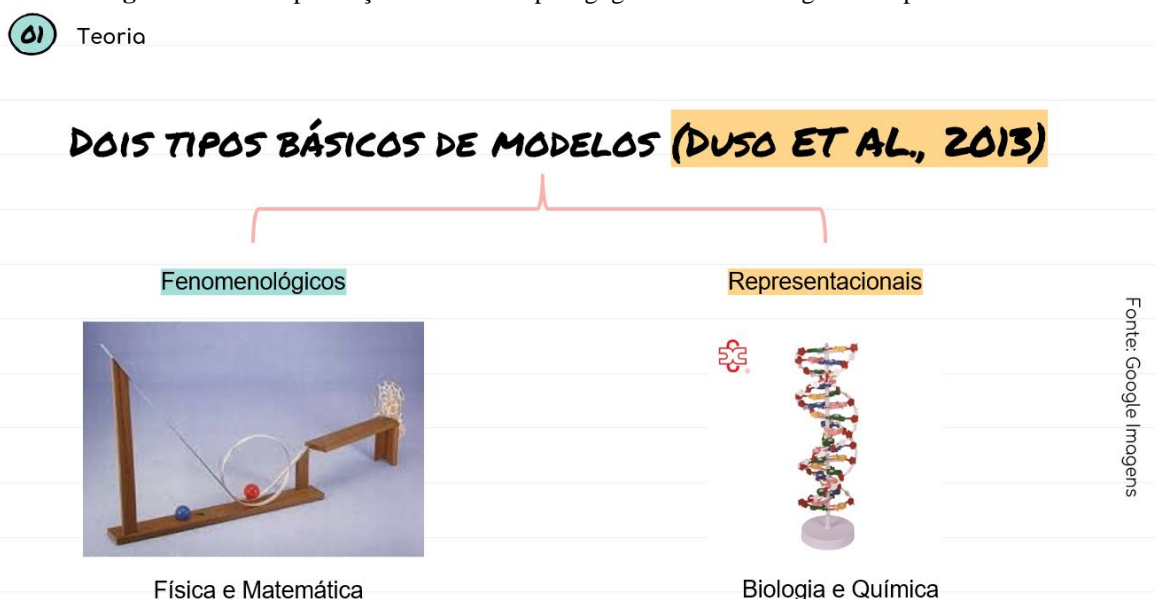 01 Teoria
DOIS TIPOS BÁSICOS DE MODELOS (DUSO ET AL., 2013)
Fenomenológicos
Representacionais
Fonte: Google Imagens
Física e Matemática
Biologia e Química